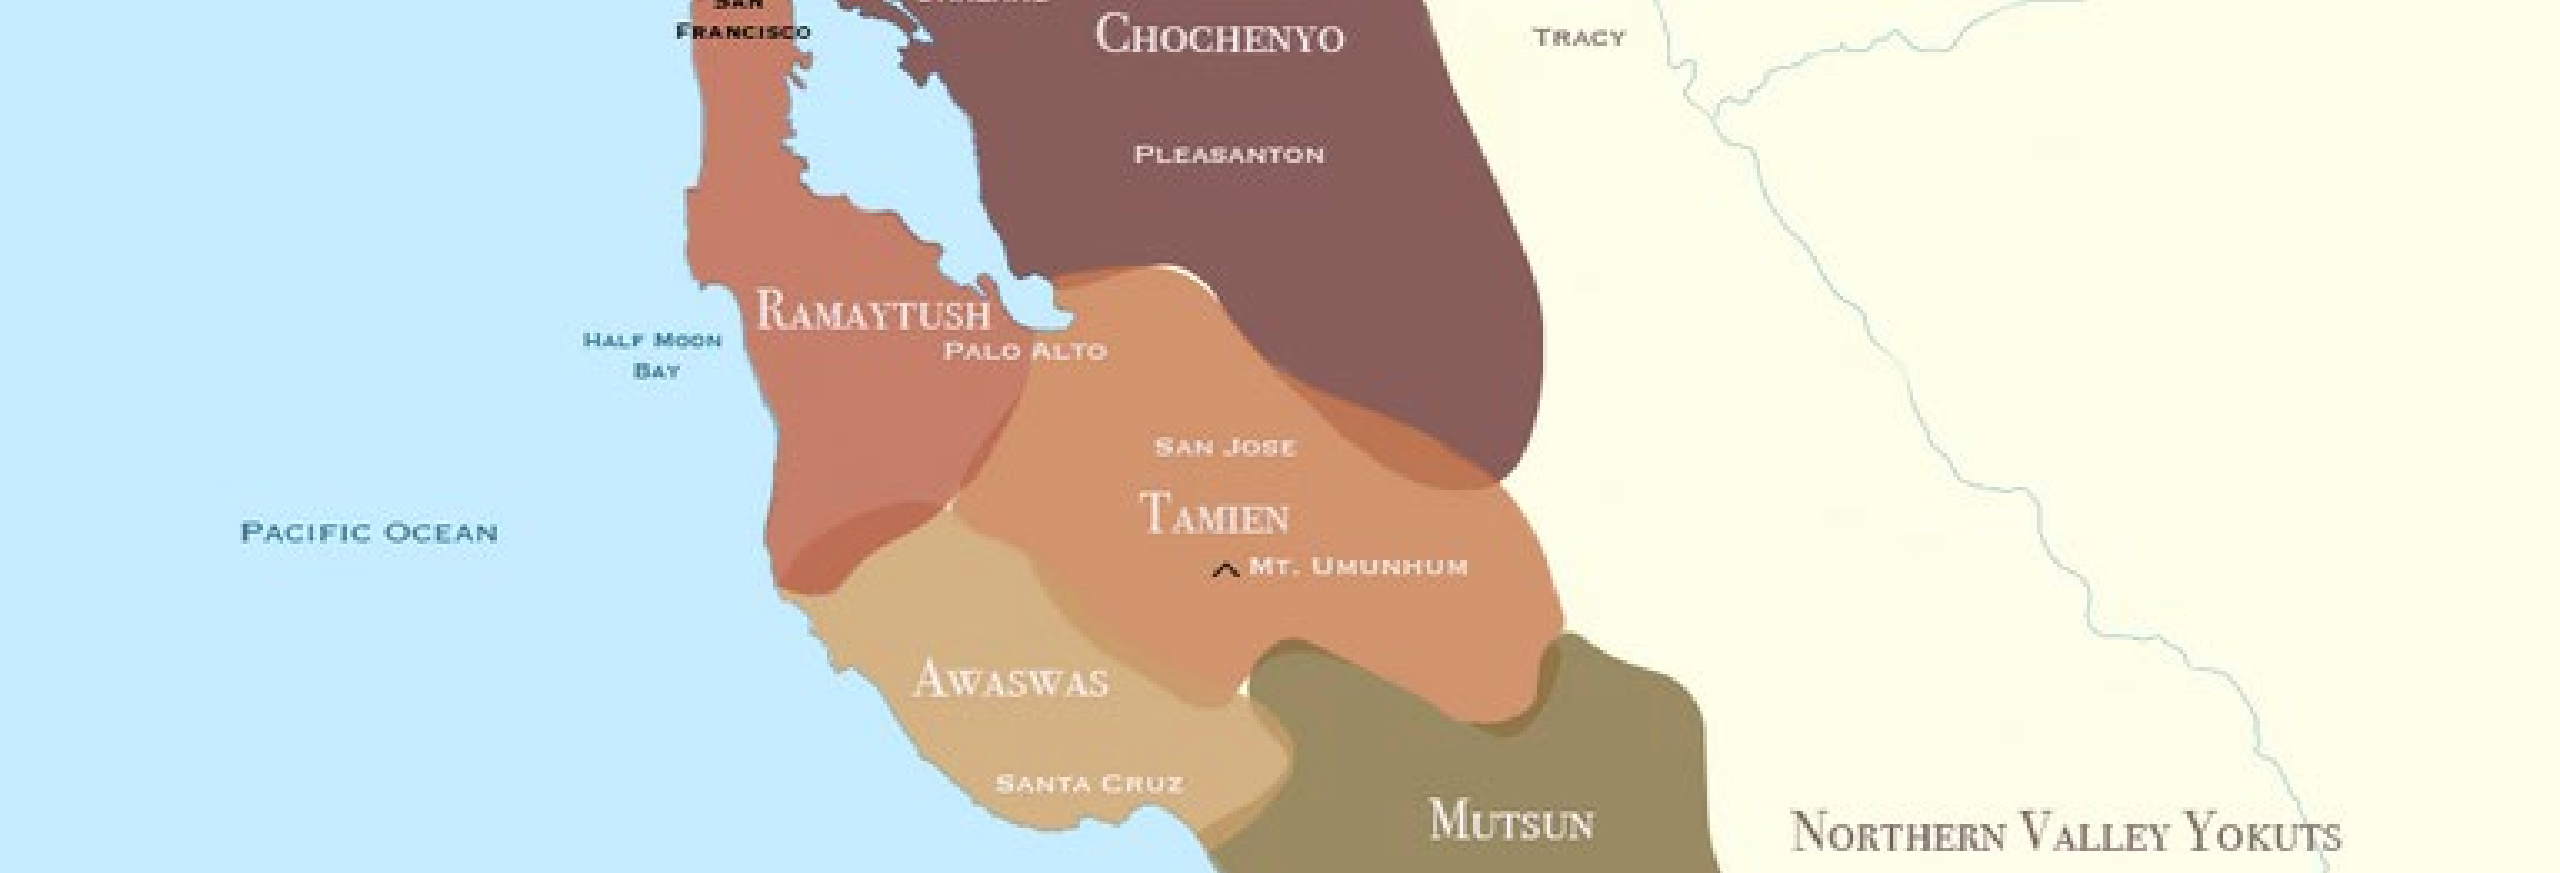 SAN
FRANCISCO
CHOCHENYO
TRACY
PLEASANTON
RAMAYTUSH
HALF MOON
BAY
PALO ALTO
SAN JOSE
TAMIEN
PACIFIC OCEAN
MT. UMUNHUM
AWASWAS
SANTA CRUZ
MUTSUN
NORTHERN VALLEY YOKUTS